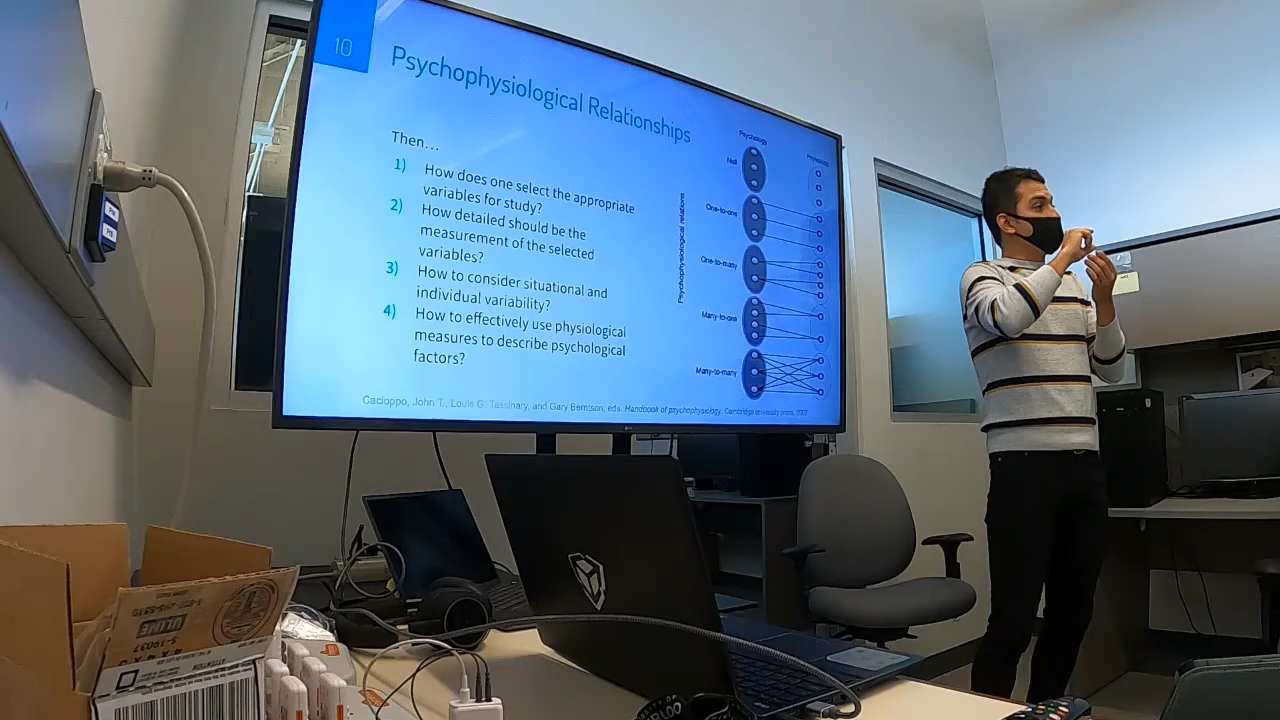 10
Psychophysiological Relationships
Then...
1) How does one select the appropriate
variables for study?
2) How detailed should be the
measurement of the selected
variables?
3) How to consider situational and
individual variability?
4) How to effectively use physiological
measures to describe psychological
factors?
Psychology
Physiology
Psychophysiological relations
Null
One-to-one
One-to-many
Many-to-one
Many-to-many
Cacioppo, John T., Louis G. Tassinary, and Gary Berntson, eds. Handbook of psychophysiology. Cambridge university press, 2007.
ULINE
ATTENTION